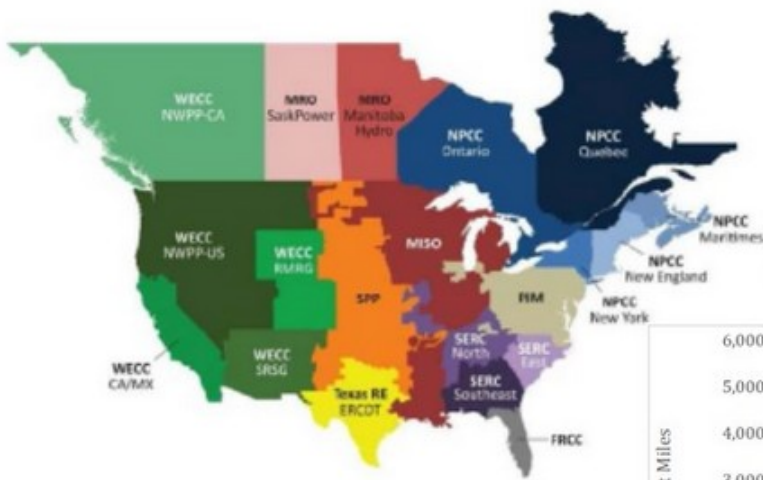 WECC
NWPP-CA
MRO
SaskPower
MRO
Manitoba
Hydro
NPCC
Ontario
NPCC
Quebec
NPCC
Maritimes
NPCC
New England
NPCC
New York
WECC
NWPP-US
WECC
RMRG
MISO
SPP
PJM
SERC
North
SERC
East
WECC
CA/MX
WECC
SRSG
SERC
Southeast
Texas RE
ERCOT
FRCC
6,000
5,000
4,000
3,000
Miles